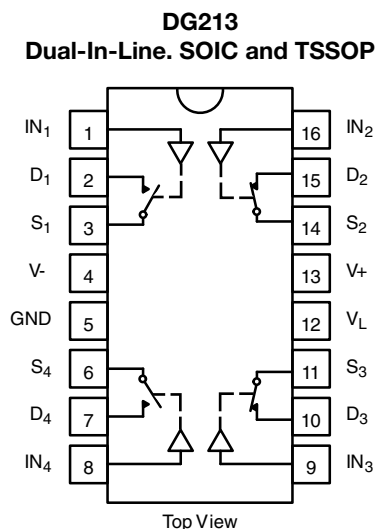 DG213
Dual-In-Line. SOIC and TSSOP
IN1 1 16 IN2
D1 2 15 D2
S1 3 14 S2
V- 4 13 V+
GND 5 12 VL
S4 6 11 S3
D4 7 10 D3
IN4 8 9 IN3
Top View